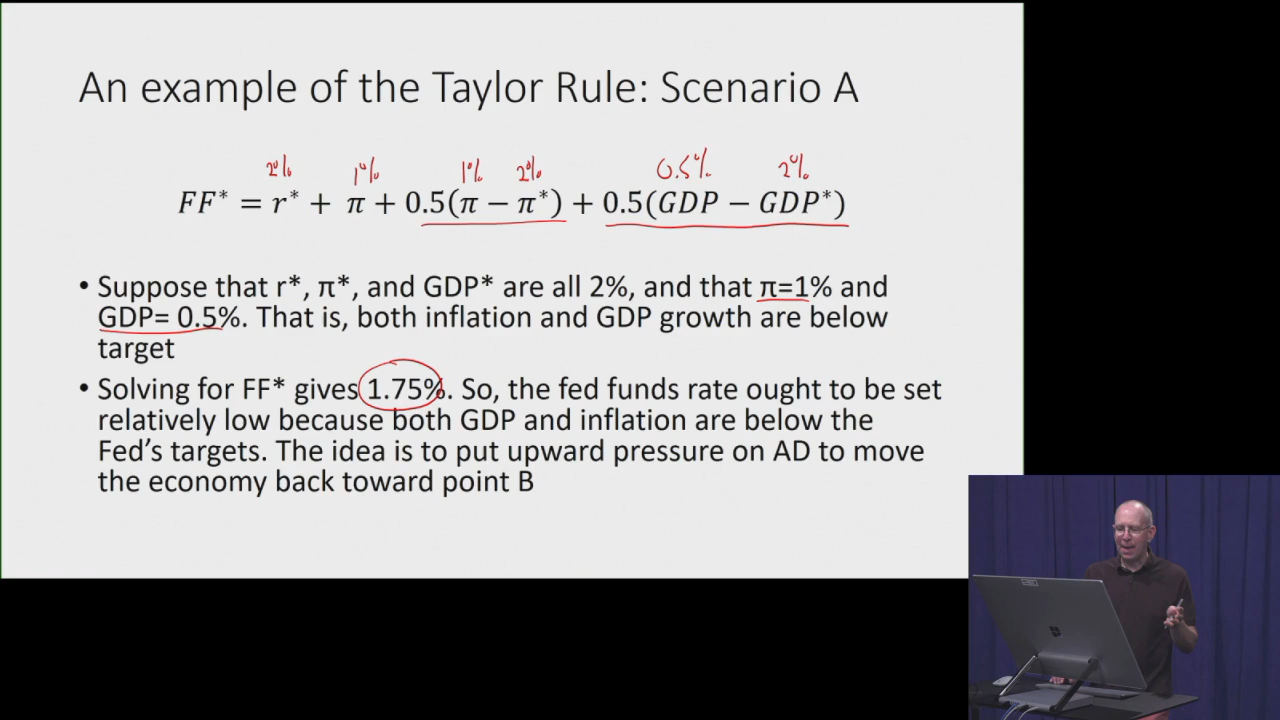 An example of the Taylor Rule: Scenario A
2% 1% 1% 2% 0.5% 2%
FF* = r* + π + 0.5(π − π*) + 0.5(GDP − GDP*)
• Suppose that r*, π*, and GDP* are all 2%, and that π=1% and
GDP= 0.5%. That is, both inflation and GDP growth are below
target
• Solving for FF* gives 1.75%. So, the fed funds rate ought to be set
relatively low because both GDP and inflation are below the
Fed’s targets. The idea is to put upward pressure on AD to move
the economy back toward point B